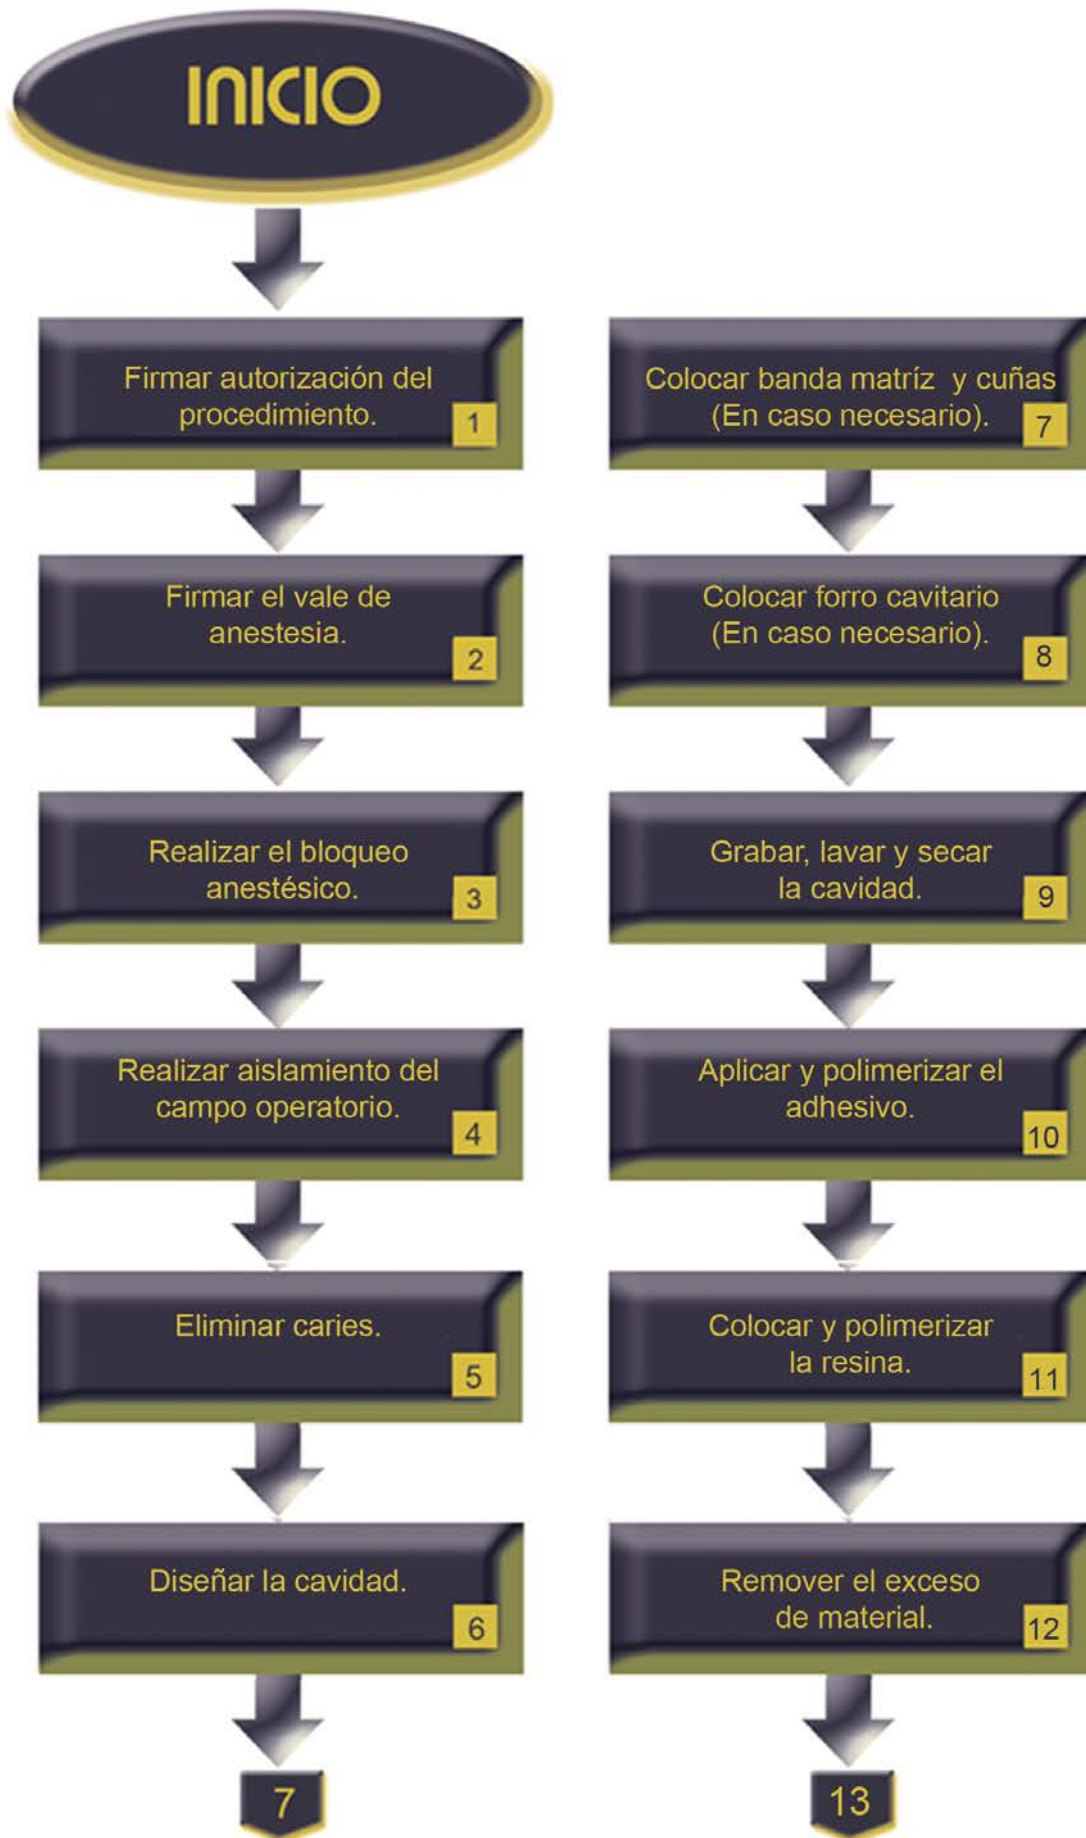 INICIO
Firmar autorización del
procedimiento.
1
Firmar el vale de
anestesia.
2
Realizar el bloqueo
anestésico.
3
Realizar aislamiento del
campo operatorio.
4
Eliminar caries.
5
Diseñar la cavidad.
6
7
Colocar banda matríz y cuñas
(En caso necesario).
7
Colocar forro cavitario
(En caso necesario).
8
Grabar, lavar y secar
la cavidad.
9
Aplicar y polimerizar el
adhesivo.
10
Colocar y polimerizar
la resina.
11
Remover el exceso
de material.
12
13